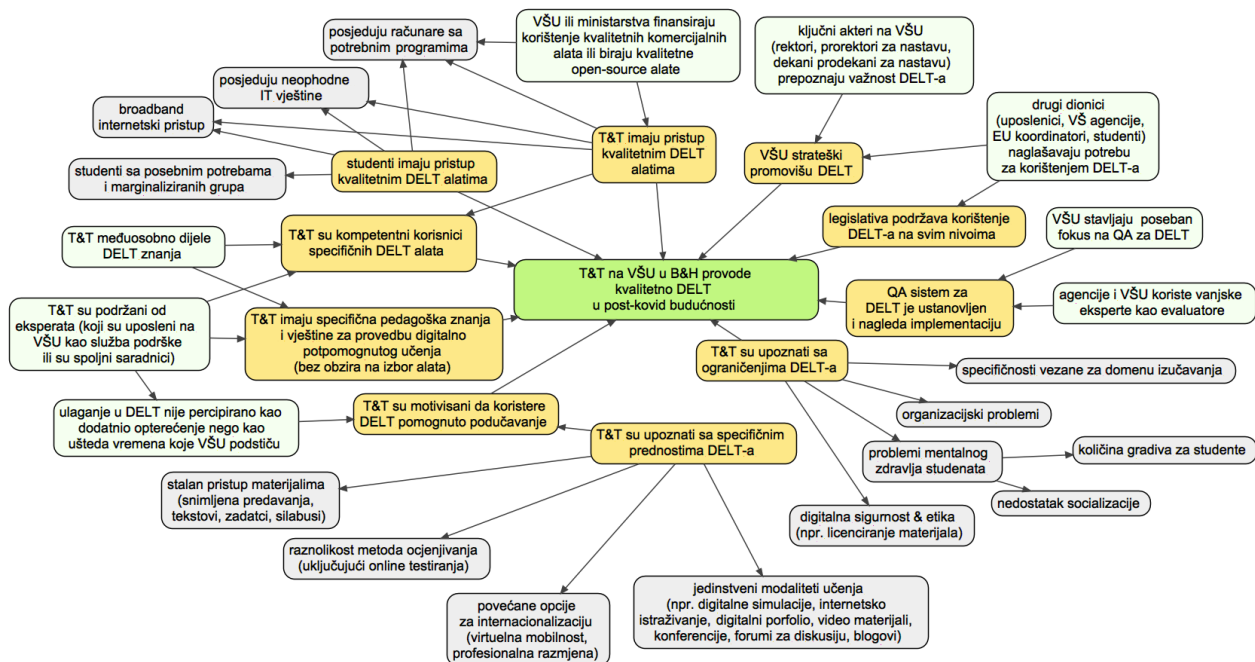 VŠU ili ministarstva finansiraju
korištenje kvalitetnih komercijalnih
alata ili biraju kvalitetne
open-source alate
ključni akteri na VŠU
(rektori, prorektori za nastavu,
dekani prodekani za nastavu)
prepoznaju važnost DELT-a
posjeduju računare sa
potrebnim programima
posjeduju neophodne
IT vještine
broadband
internetski pristup
studenti sa posebnim potrebama
i marginaliziranih grupa
studenti imaju pristup
kvalitetnim DELT alatima
T&T imaju pristup
kvalitetnim DELT
alatima
VŠU strateški
promovišu DELT
drugi dionici
(uposlenici, VŠ agencije,
EU koordinatori, studenti)
naglašavaju potrebu
za korištenjem DELT-a
legislativa podržava korištenje
DELT-a na svim nivoima
VŠU stavljaju poseban
fokus na QA za DELT
T&T međuosobno dijele
DELT znanja
T&T su kompetentni korisnici
specifičnih DELT alata
T&T na VŠU u B&H provode
kvalitetno DELT
u post-kovid budućnosti
QA sistem za
DELT je ustanovljen
i nagleda implementaciju
agencije i VŠU koriste vanjske
eksperte kao evaluatore
T&T su podržani od
eksperata (koji su uposleni na
VŠU kao služba podrške
ili su spoljni saradnici)
T&T imaju specifična pedagoška znanja
i vještine za provedbu digitalno
potpomognutog učenja
(bez obzira na izbor alata)
T&T su upoznati sa
ograničenjima DELT-a
specifičnosti vezane za domenu izučavanja
organizacijski problemi
ulaganje u DELT nije percipirano kao
dodatnio opterećenje nego kao
ušteda vremena koje VŠU podstiču
T&T su motivisani da koristere
DELT pomognuto podučavanje
T&T su upoznati sa specifičnim
prednostima DELT-a
problemi mentalnog
zdravlja studenata
količina gradiva za studente
nedostatak socializacije
stalan pristup materijalima
(snimljena predavanja,
tekstovi, zadatci, silabusi)
digitalna sigurnost & etika
(npr. licenciranje materijala)
raznolikost metoda ocjenjivanja
(uključujući online testiranja)
povećane opcije
za internacionalizaciju
(virtuelna mobilnost,
profesionalna razmjena)
jedinstveni modaliteti učenja
(npr. digitalne simulacije, internetsko
istraživanje, digitalni porfolio, video materijali,
konferencije, forumi za diskusiju, blogovi)